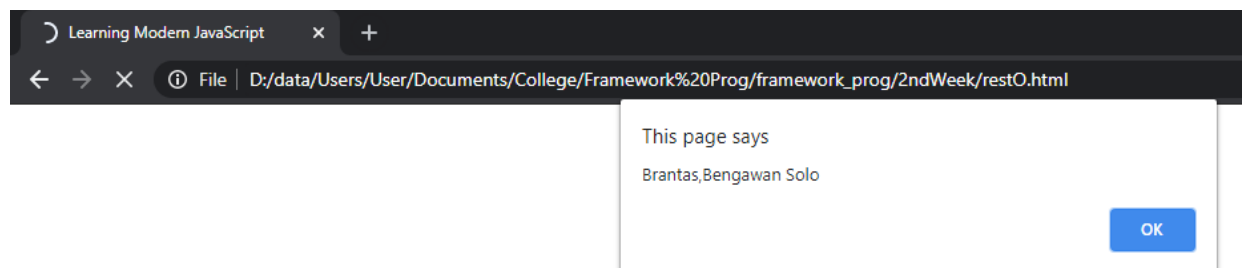 Learning Modern JavaScript
File | D:/data/Users/User/Documents/College/Framework%20Prog/framework_prog/2ndWeek/restO.html
This page says
Brantas,Bengawan Solo
OK